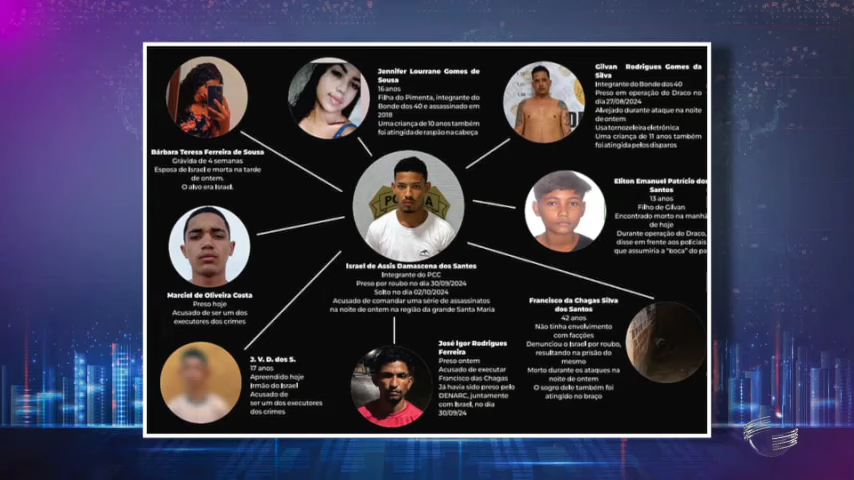 Bárbara Tereza Ferreira de Sousa
Grávida de 4 semanas
Esposa de Israel e morta na tarde
de ontem.
O alvo era Israel.
Jennifer Lourrane Gomes de
Sousa
16 anos
Filha do Pimenta, integrante do
Bonde dos 40 e assassinado em
2018
Uma criança de 10 anos também
foi atingida de raspão na cabeça
Gilvan Rodrigues Gomes da
Silva
Integrante do Bonde dos 40
Preso em operação do Draco no
dia 27/08/2024
Alvejado durante ataque na noite
de ontem
Usa tornozeleira eletrônica
Uma criança de 11 anos também
foi atingida pelos disparos
Eliton Emanuel Patrício dos
Santos
13 anos
Filho de Gilvan
Encontrado morto na manhã
de hoje
Durante operação do Draco,
disse em frente aos policiais
que assumiria a "boca" do pa
Israel de Assis Damascena dos Santos
Integrante do PCC
Preso por roubo no dia 30/09/2024
Solto no dia 02/10/2024
Acusado de comandar uma série de assassinatos
na noite de ontem na região da grande Santa Maria
Marciel de Oliveira Costa
Preso hoje
Acusado de ser um dos
executores dos crimes
J. V. D. dos S.
17 anos
Apreendido hoje
Irmão do Israel
Acusado de
ser um dos executores
dos crimes
José Igor Rodrigues
Ferreira
Preso ontem
Acusado de executar
Francisco das Chagas
Já havia sido preso pelo
DENARC, juntamente
com Israel, no dia
30/09/24
Francisco da Chagas Silva
dos Santos
42 anos
Não tinha envolvimento
com facções
Denunciou o Israel por roubo,
resultando na prisão do
mesmo
Morto durante os ataques na
noite de ontem
O sogro dele também foi
atingido no braço